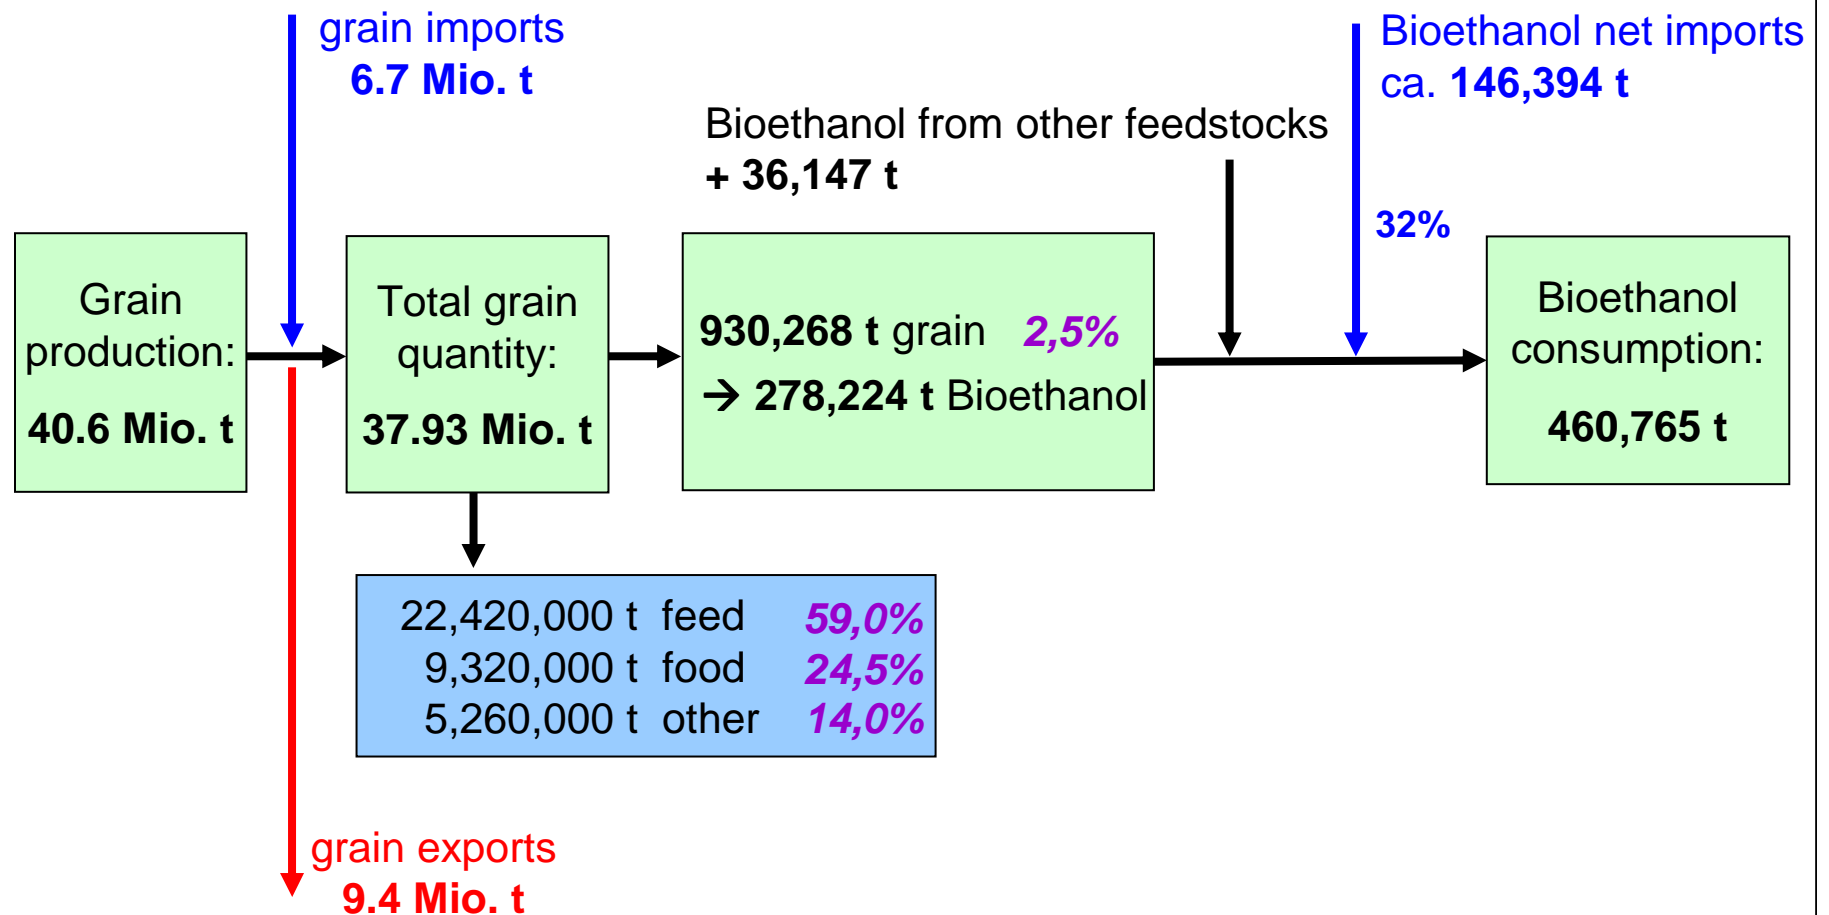 grain imports
6.7 Mio. t
Bioethanol net imports
ca. 146,394 t
Bioethanol from other feedstocks
+ 36,147 t
32%
Grain
production:
40.6 Mio. t
Total grain
quantity:
37.93 Mio. t
930,268 t grain 2,5%
→ 278,224 t Bioethanol
Bioethanol
consumption:
460,765 t
22,420,000 t feed 59,0%
9,320,000 t food 24,5%
5,260,000 t other 14,0%
grain exports
9.4 Mio. t